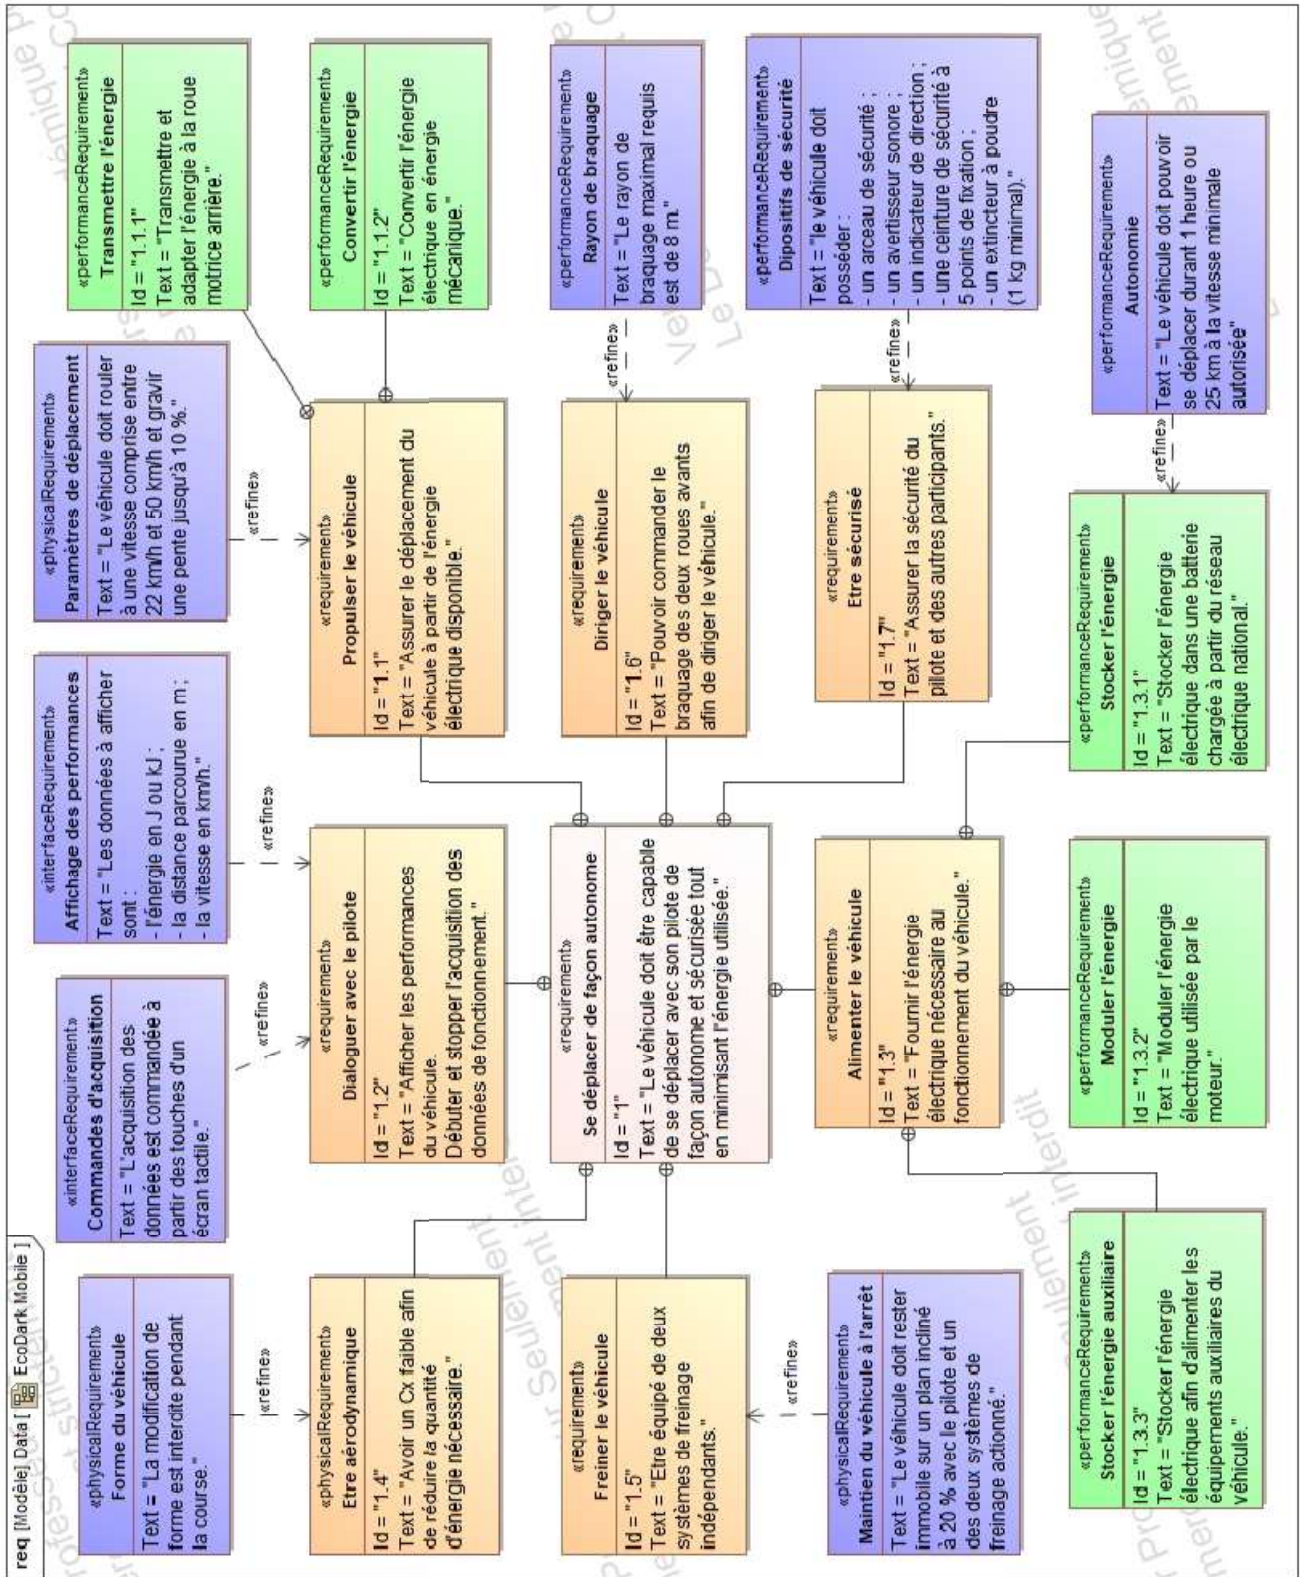 req [Modèle] Data [ EcoDark Mobile ]
«physicalRequirement»
Forme du véhicule
Text = "La modification de
forme est interdite pendant
la course."
«interfaceRequirement»
Commandes d'acquisition
Text = "L'acquisition des
données est commandée à
partir des touches d'un
écran tactile."
«interfaceRequirement»
Affichage des performances
Text = "Les données à afficher
sont :
- l'énergie en J ou kJ ;
- la distance parcourue en m ;
- la vitesse en km/h."
«physicalRequirement»
Paramètres de déplacement
Text = "Le véhicule doit rouler
à une vitesse comprise entre
22 km/h et 50 km/h et gravir
une pente jusqu'à 10 %."
«performanceRequirement»
Transmettre l'énergie
Id = "1.1.1"
Text = "Transmettre et
adapter l'énergie à la roue
motrice arrière."
«refine»
«refine»
«refine»
«refine»
«physicalRequirement»
Etre aérodynamique
Id = "1.4"
Text = "Avoir un Cx faible afin
de réduire la quantité
d'énergie nécessaire."
«requirement»
Dialoguer avec le pilote
Id = "1.2"
Text = "Afficher les performances
du véhicule.
Débuter et stopper l'acquisition des
données de fonctionnement."
«requirement»
Propulser le véhicule
Id = "1.1"
Text = "Assurer le déplacement du
véhicule à partir de l'énergie
électrique disponible."
«performanceRequirement»
Convertir l'énergie
Id = "1.1.2"
Text = "Convertir l'énergie
électrique en énergie
mécanique."
«requirement»
Freiner le véhicule
Id = "1.5"
Text = "Etre équipé de deux
systèmes de freinage
indépendants."
«requirement»
Se déplacer de façon autonome
Id = "1"
Text = "Le véhicule doit être capable
de se déplacer avec son pilote de
façon autonome et sécurisée tout
en minimisant l'énergie utilisée."
«requirement»
Diriger le véhicule
Id = "1.6"
Text = "Pouvoir commander le
braquage des deux roues avants
afin de diriger le véhicule."
«refine»
«performanceRequirement»
Rayon de braquage
Text = "Le rayon de
braquage maximal requis
est de 8 m."
«refine»
«physicalRequirement»
Maintien du véhicule à l'arrêt
Text = "Le véhicule doit rester
immobile sur un plan incliné
à 20 % avec le pilote et un
des deux systèmes de
freinage actionné."
«requirement»
Alimenter le véhicule
Id = "1.3"
Text = "Fournir l'énergie
électrique nécessaire au
fonctionnement du véhicule."
«requirement»
Etre sécurisé
Id = "1.7"
Text = "Assurer la sécurité du
pilote et des autres participants."
«refine»
«performanceRequirement»
Dipositifs de sécurité
Text = "le véhicule doit
posséder :
- un arceau de sécurité ;
- un avertisseur sonore ;
- un indicateur de direction ;
- une ceinture de sécurité à
5 points de fixation ;
- un extincteur à poudre
(1 kg minimal)."
«performanceRequirement»
Stocker l'énergie auxiliaire
Id = "1.3.3"
Text = "Stocker l'énergie
électrique afin d'alimenter les
équipements auxiliaires du
véhicule."
«performanceRequirement»
Moduler l'énergie
Id = "1.3.2"
Text = "Moduler l'énergie
électrique utilisée par le
moteur."
«performanceRequirement»
Stocker l'énergie
Id = "1.3.1"
Text = "Stocker l'énergie
électrique dans une batterie
chargée à partir du réseau
électrique national."
«refine»
«performanceRequirement»
Autonomie
Text = "Le véhicule doit pouvoir
se déplacer durant 1 heure ou
25 km à la vitesse minimale
autorisée"